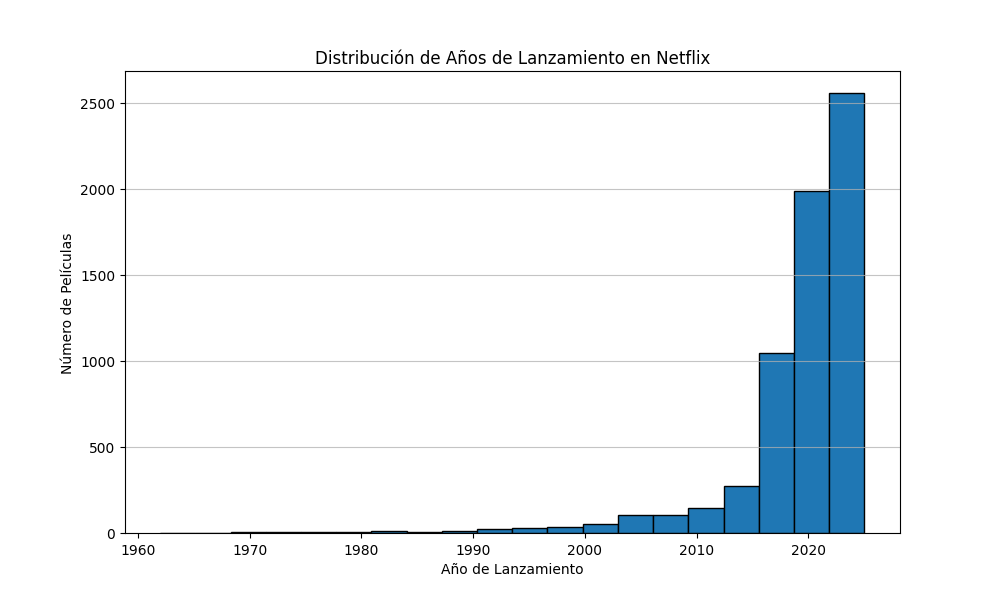 Distribución de Años de Lanzamiento en Netflix
2500
2000
1500
1000
500
0
Número de Películas
1960 1970 1980 1990 2000 2010 2020
Año de Lanzamiento